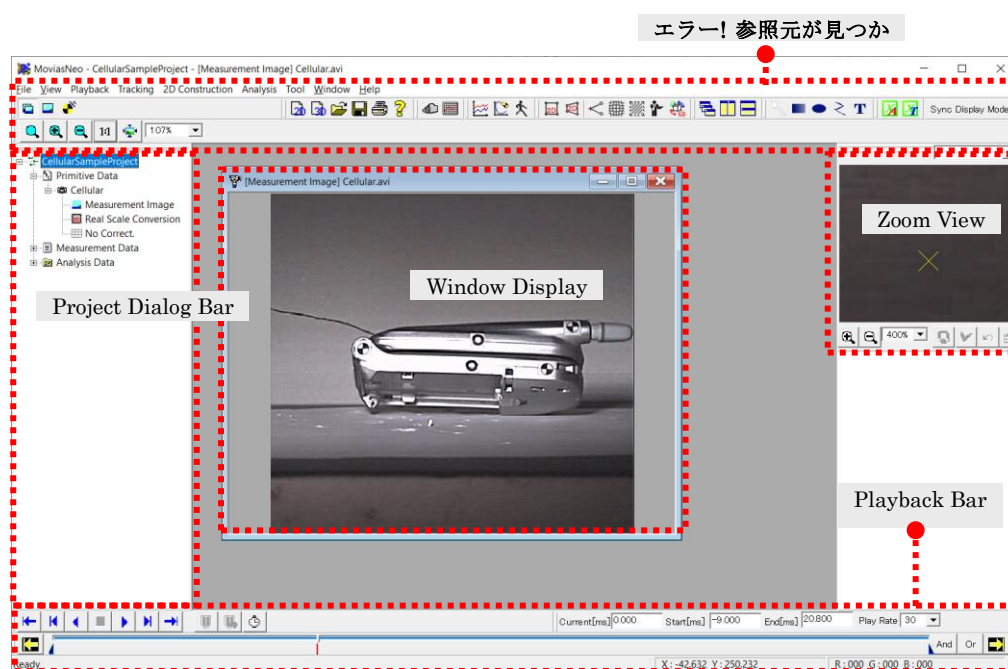 エラー! 参照元が見つか
MoviasNeo - CellularSampleProject - [Measurement Image] Cellular.avi
File View Playback Tracking 2D Construction Analysis Tool Window Help
2D 3D T Sync Display Mode
1:1 107%
CellularSampleProject
Primitive Data
Cellular
Measurement Image
Real Scale Conversion
No Correct.
Measurement Data
Analysis Data
Project Dialog Bar
[Measurement Image] Cellular.avi
Window Display
Zoom View
400%
Playback Bar
Current[ms] 0.000 Start[ms] -9.000 End[ms] 20.800 Play Rate 30
And Or
Ready X : -42.632 Y : 250.232 R : 000 G : 000 B : 000